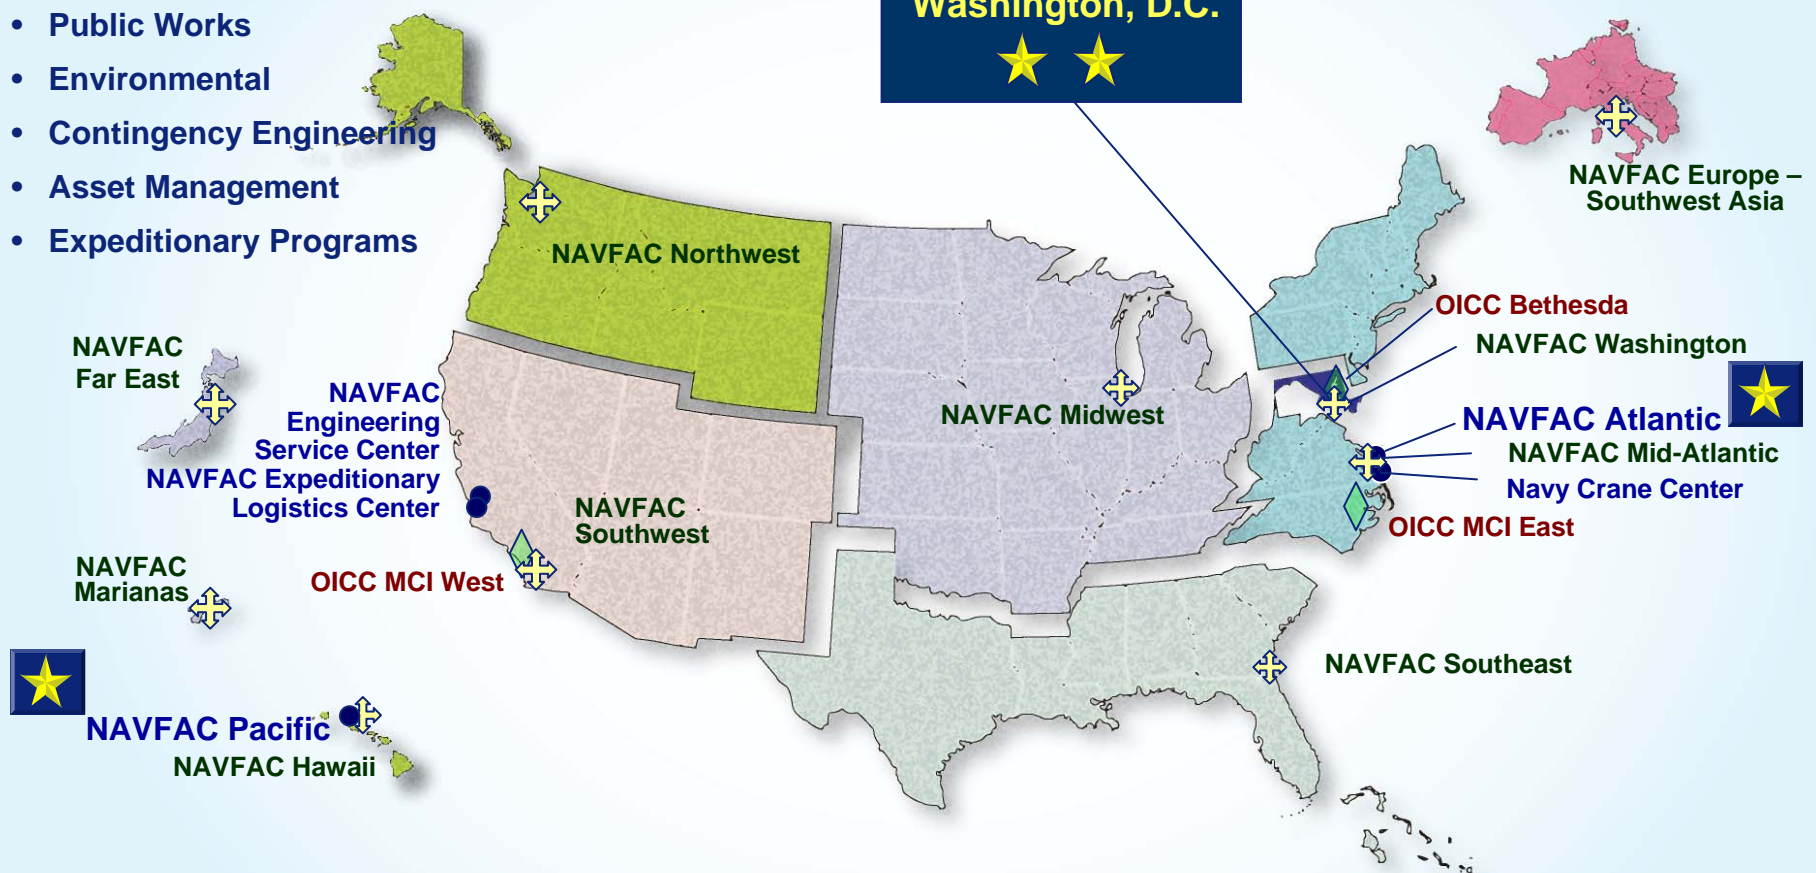 • Public Works
• Environmental
• Contingency Engineering
• Asset Management
• Expeditionary Programs
Washington, D.C.
NAVFAC Europe –
Southwest Asia
NAVFAC Northwest
OICC Bethesda
NAVFAC Washington
NAVFAC
Far East
NAVFAC
Engineering
Service Center
NAVFAC Expeditionary
Logistics Center
NAVFAC Midwest
NAVFAC Atlantic
NAVFAC Mid-Atlantic
Navy Crane Center
NAVFAC
Southwest
OICC MCI East
NAVFAC
Marianas
OICC MCI West
NAVFAC Southeast
NAVFAC Pacific
NAVFAC Hawaii